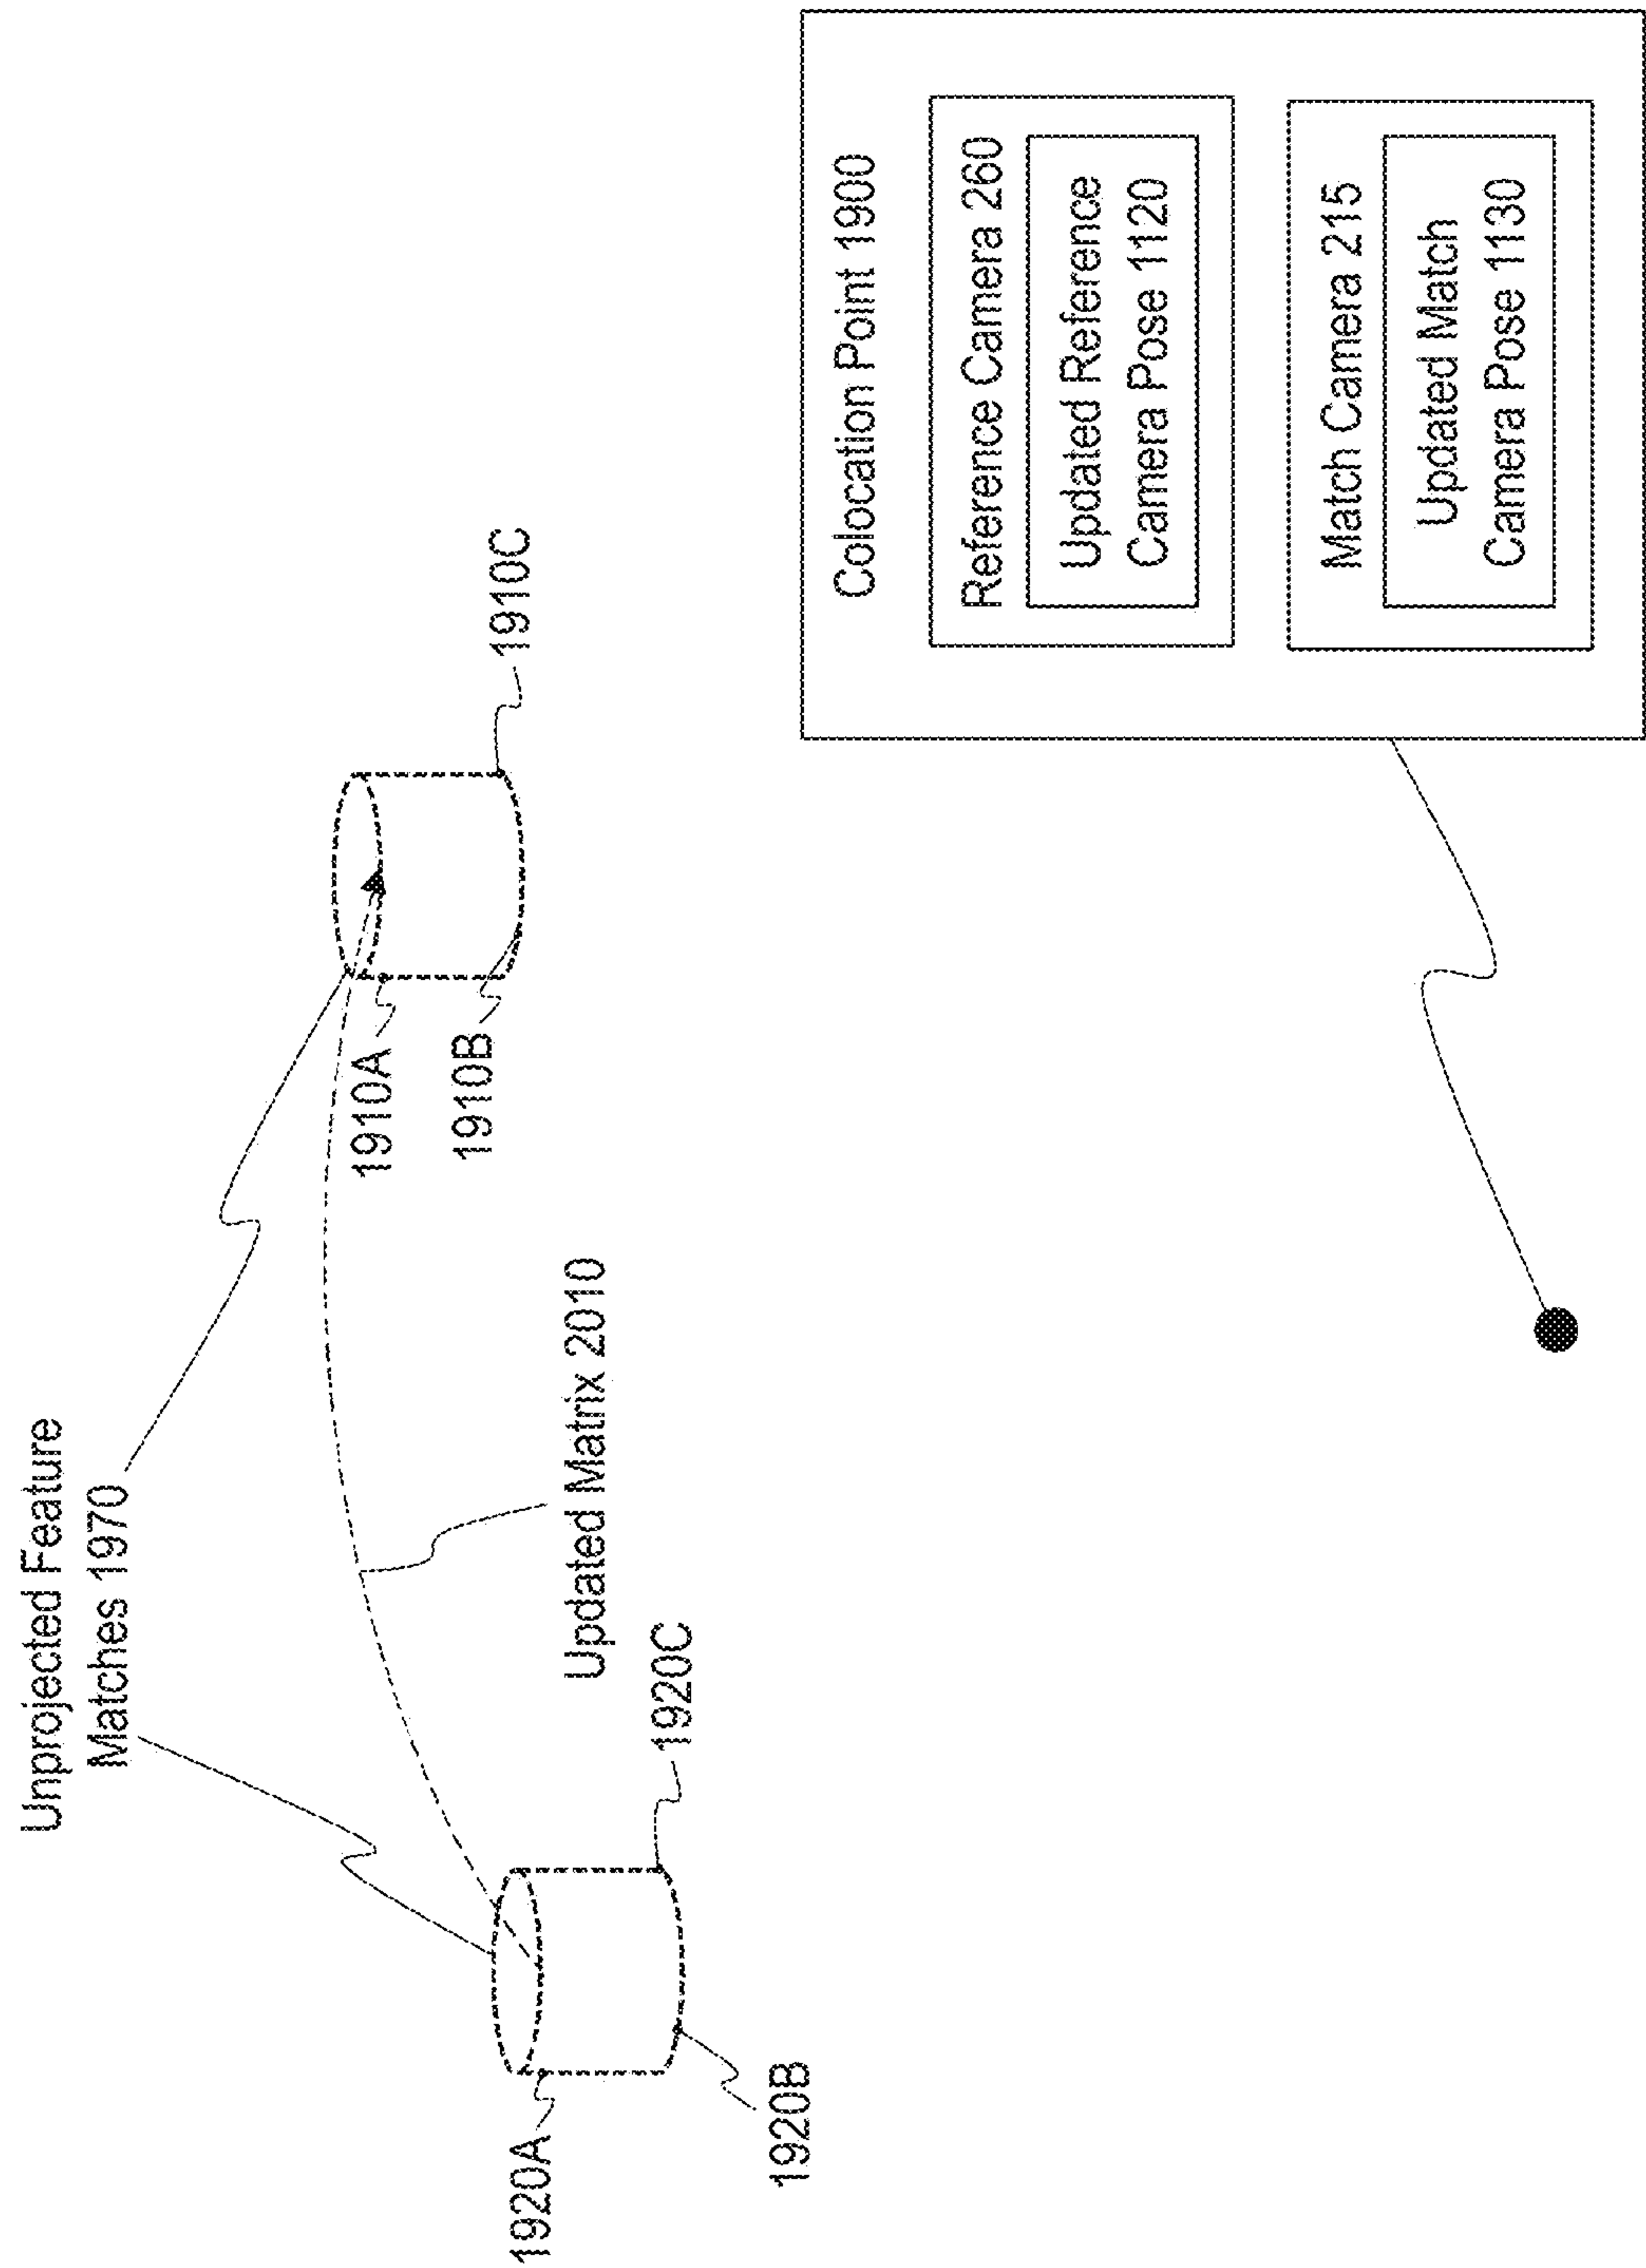 Unprojected Feature
Matches 1970
1920A
1920B
1920C
Updated Matrix 2010
1910A
1910B
1910C
Colocation Point 1900
Reference Camera 260
Updated Reference
Camera Pose 1120
Match Camera 215
Updated Match
Camera Pose 1130